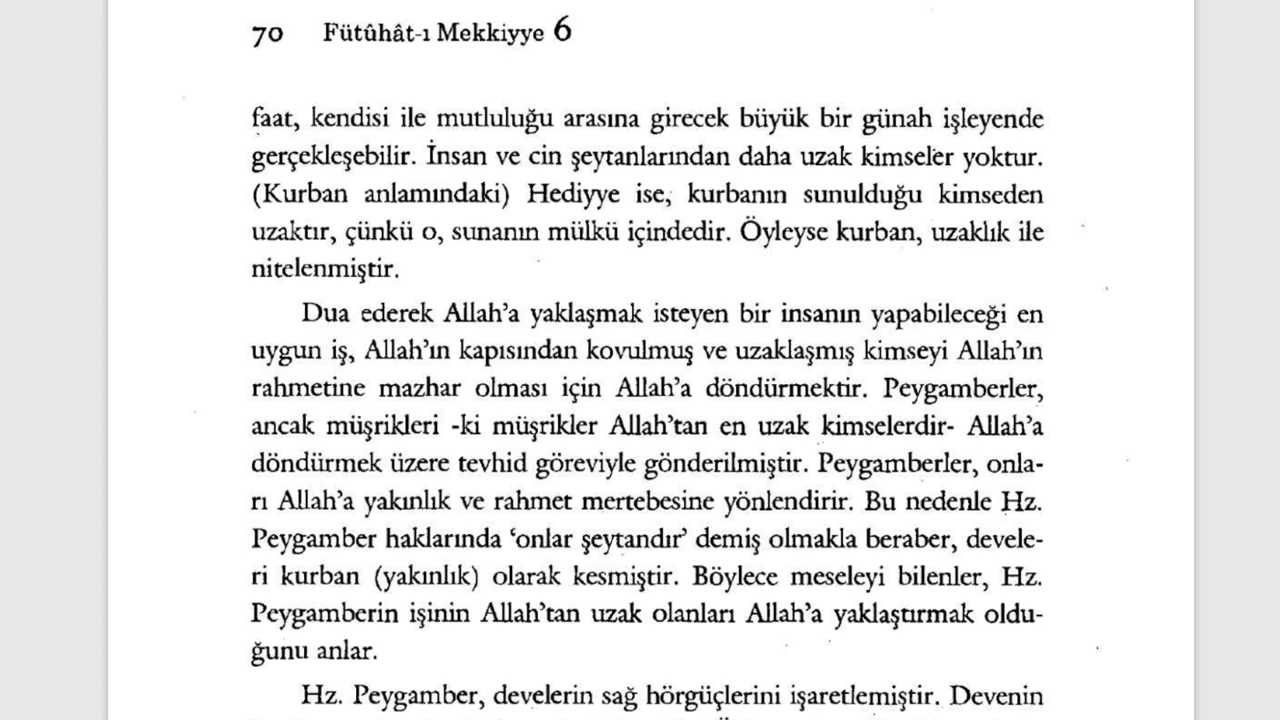 70 Fütûhât-ı Mekkiyye 6
faat, kendisi ile mutluluğu arasına girecek büyük bir günah işleyende
gerçekleşebilir. İnsan ve cin şeytanlarından daha uzak kimseler yoktur.
(Kurban anlamındaki) Hediyye ise, kurbanın sunulduğu kimseden
uzaktır, çünkü o, sunanın mülkü içindedir. Öyleyse kurban, uzaklık ile
nitelenmiştir.
Dua ederek Allah’a yaklaşmak isteyen bir insanın yapabileceği en
uygun iş, Allah’ın kapısından kovulmuş ve uzaklaşmış kimseyi Allah’ın
rahmetine mazhar olması için Allah’a döndürmektir. Peygamberler,
ancak müşrikleri -ki müşrikler Allah’tan en uzak kimselerdir- Allah’a
döndürmek üzere tevhid göreviyle gönderilmiştir. Peygamberler, onla-
rı Allah’a yakınlık ve rahmet mertebesine yönlendirir. Bu nedenle Hz.
Peygamber haklarında ‘onlar şeytandır’ demiş olmakla beraber, devele-
ri kurban (yakınlık) olarak kesmiştir. Böylece meseleyi bilenler, Hz.
Peygamberin işinin Allah’tan uzak olanları Allah’a yaklaştırmak oldu-
ğunu anlar.
Hz. Peygamber, develerin sağ hörgüçlerini işaretlemiştir. Devenin